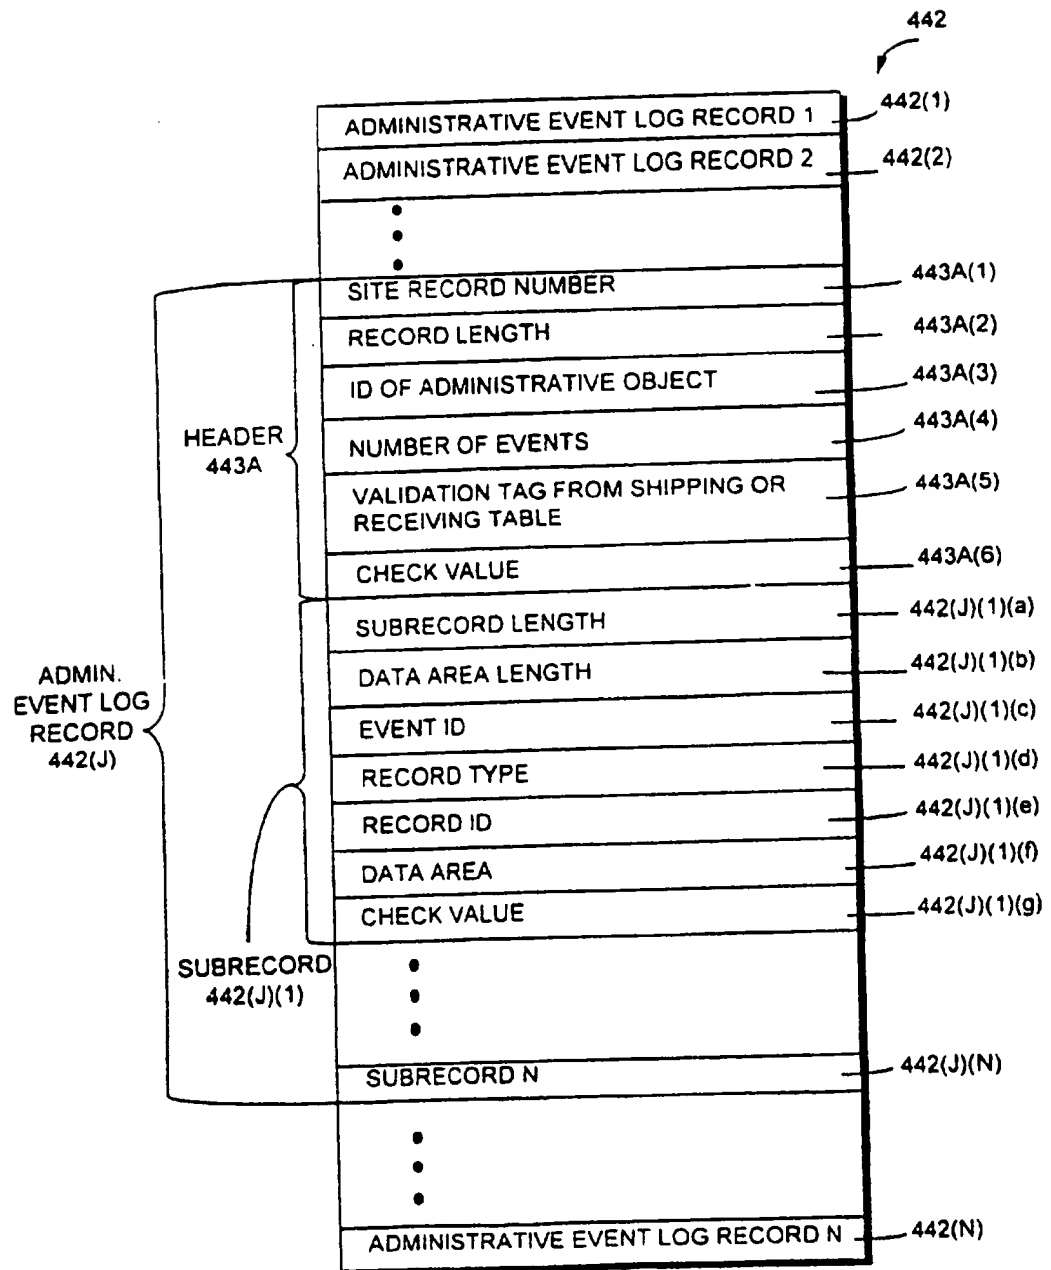 442
ADMINISTRATIVE EVENT LOG RECORD 1
442(1)
ADMINISTRATIVE EVENT LOG RECORD 2
442(2)
SITE RECORD NUMBER
443A(1)
RECORD LENGTH
443A(2)
ID OF ADMINISTRATIVE OBJECT
443A(3)
HEADER
443A
NUMBER OF EVENTS
443A(4)
VALIDATION TAG FROM SHIPPING OR
RECEIVING TABLE
443A(5)
CHECK VALUE
443A(6)
SUBRECORD LENGTH
442(J)(1)(a)
DATA AREA LENGTH
442(J)(1)(b)
ADMIN.
EVENT LOG
RECORD
442(J)
EVENT ID
442(J)(1)(c)
RECORD TYPE
442(J)(1)(d)
RECORD ID
442(J)(1)(e)
DATA AREA
442(J)(1)(f)
CHECK VALUE
442(J)(1)(g)
SUBRECORD
442(J)(1)
SUBRECORD N
442(J)(N)
ADMINISTRATIVE EVENT LOG RECORD N
442(N)